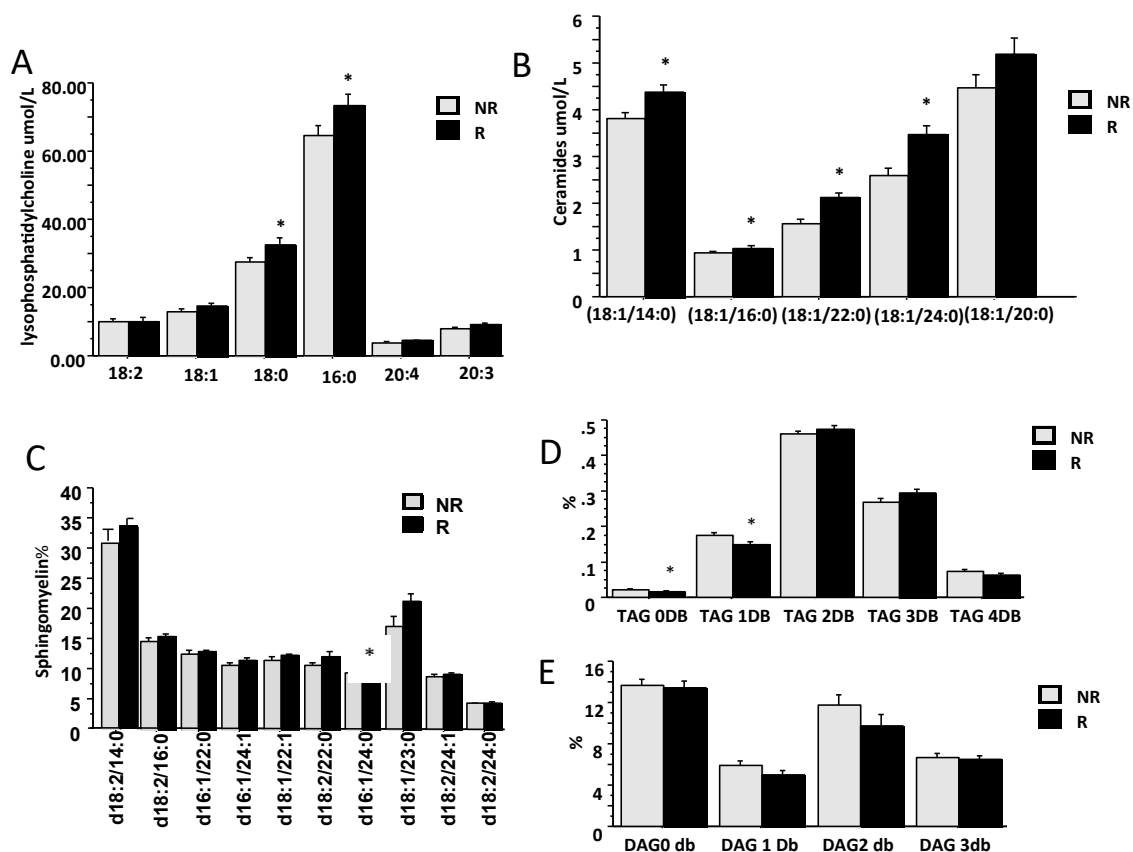 A
lysophosphatidylcholine umol/L
80.00
60.00
40.00
20.00
0.00
*
*
NR
R
18:2 18:1 18:0 16:0 20:4 20:3
B
Ceramides umol/L
6
5
4
3
2
1
0
*
*
*
*
NR
R
(18:1/14:0) (18:1/16:0) (18:1/22:0) (18:1/24:0) (18:1/20:0)
C
Sphingomyelin%
40
35
30
15
10
5
0
*
NR
R
d18:2/14:0
d18:2/16:0
d16:1/22:0
d16:1/24:1
d18:1/22:1
d18:2/22:0
d16:1/24:0
d18:1/23:0
d18:2/24:1
d18:2/24:0
D
%
.5
.4
.3
.2
.1
0
*
*
NR
R
TAG 0DB TAG 1DB TAG 2DB TAG 3DB TAG 4DB
E
%
16
12
8
4
0
NR
R
DAG0 db DAG 1 Db DAG2 db DAG 3db